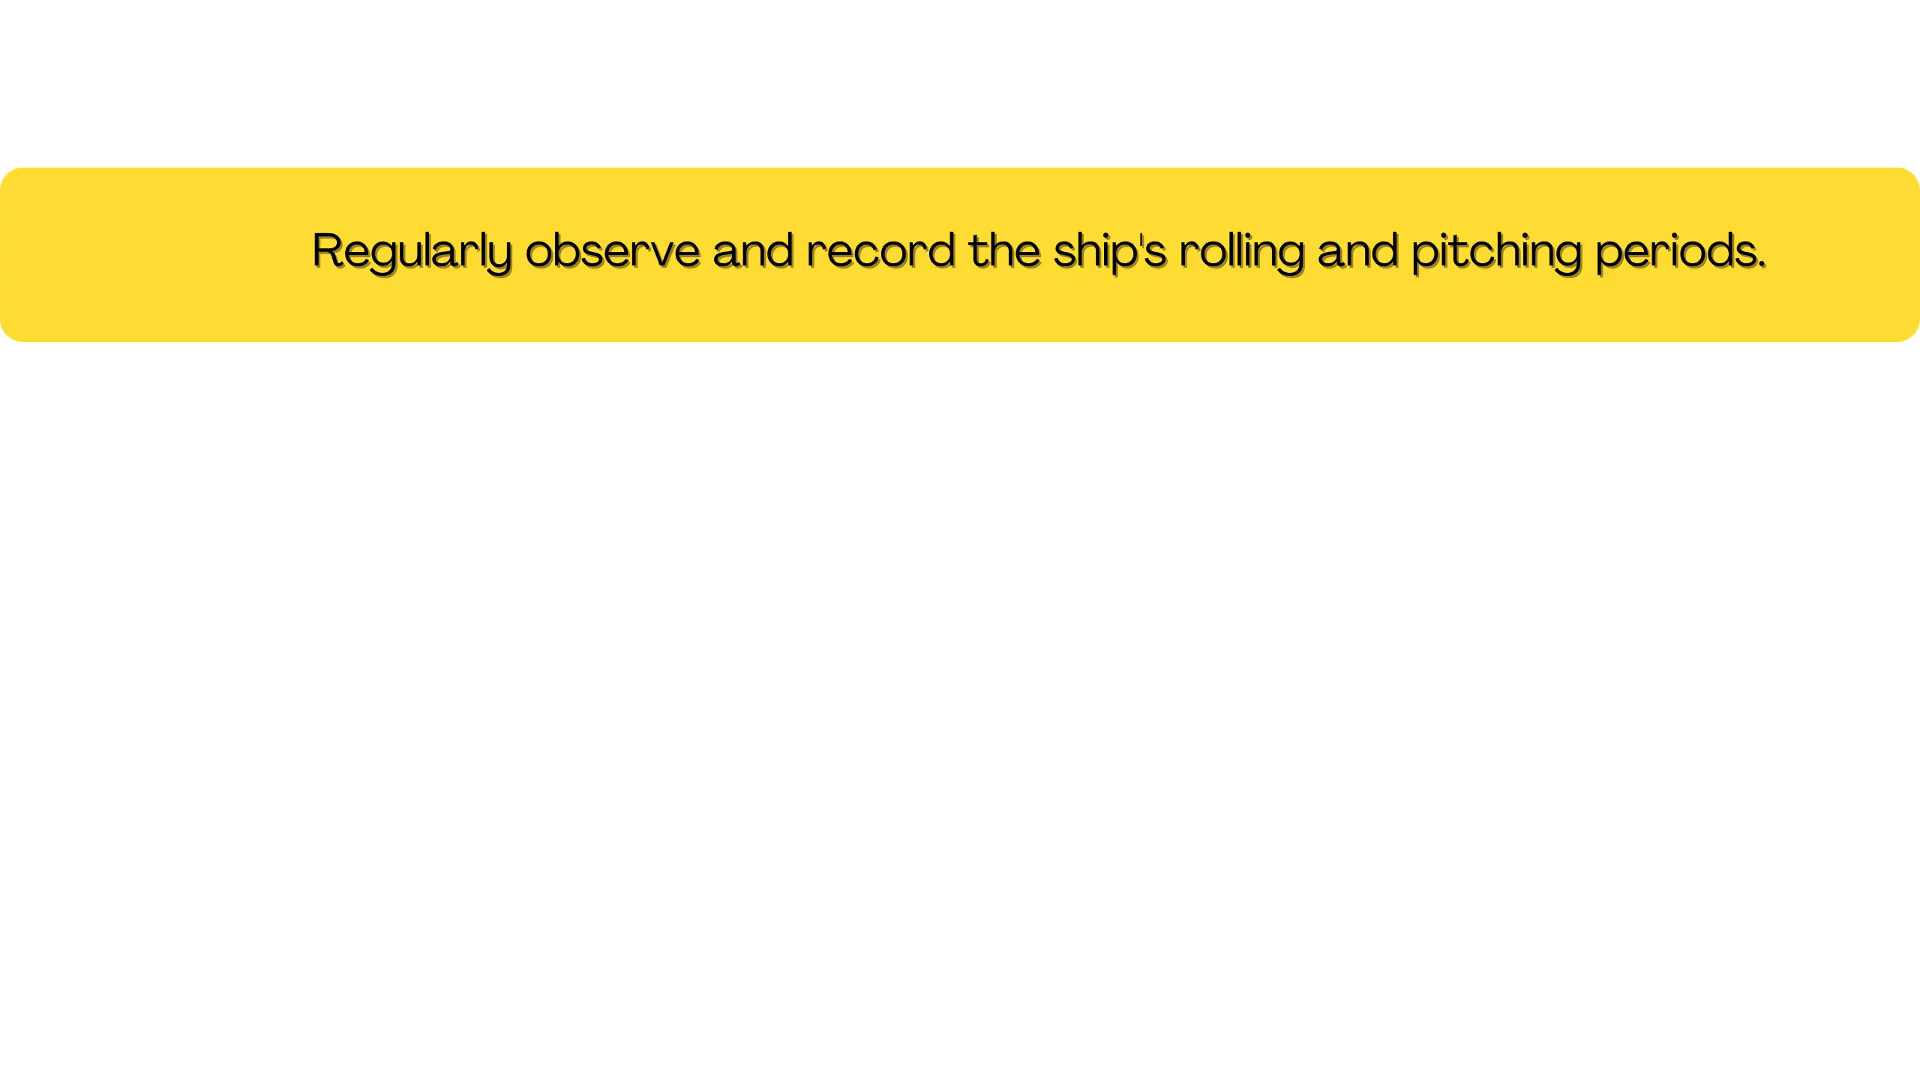 Regularly observe and record the ship's rolling and pitching periods.